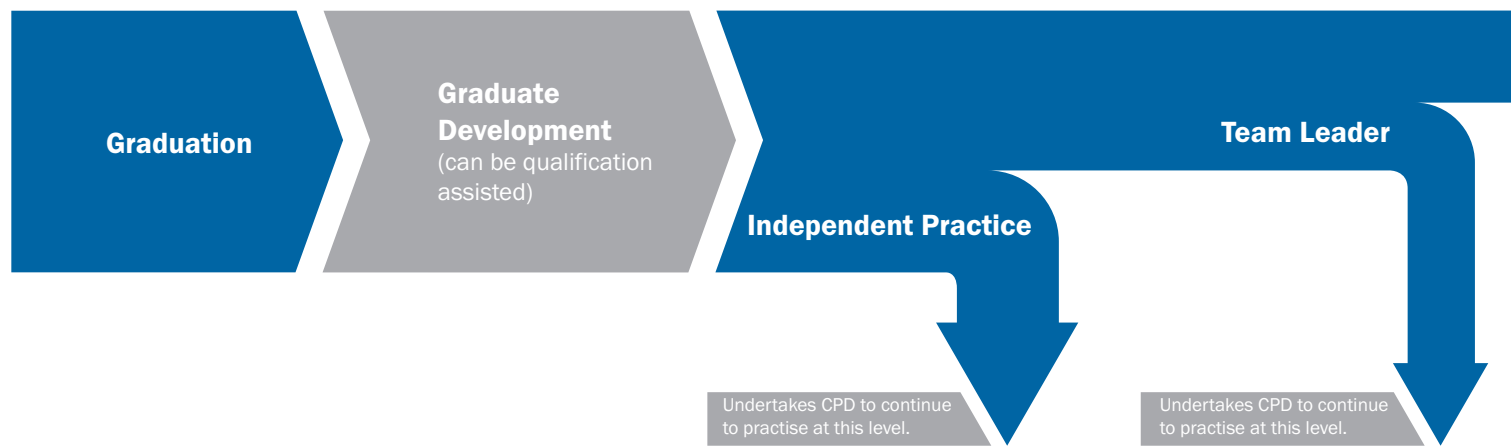 Graduation
Graduate
Development
(can be qualification
assisted)
Independent Practice
Team Leader
Undertakes CPD to continue
to practise at this level.
Undertakes CPD to continue
to practise at this level.